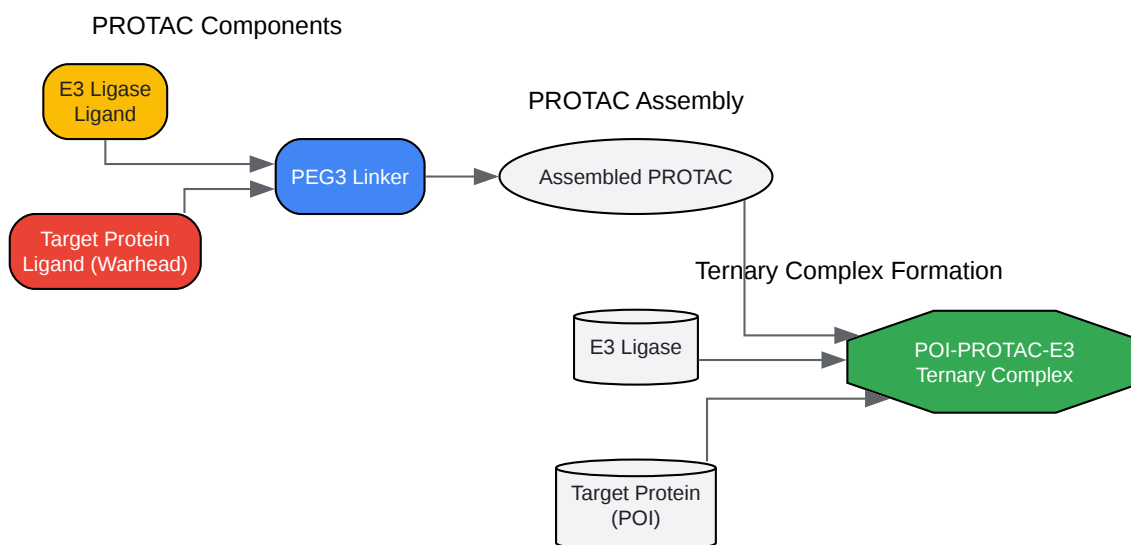 PROTAC Components
E3 Ligase
Ligand
PROTAC Assembly
PEG3 Linker
Assembled PROTAC
Target Protein
Ligand (Warhead)
Ternary Complex Formation
E3 Ligase
POI-PROTAC-E3
Ternary Complex
Target Protein
(POI)